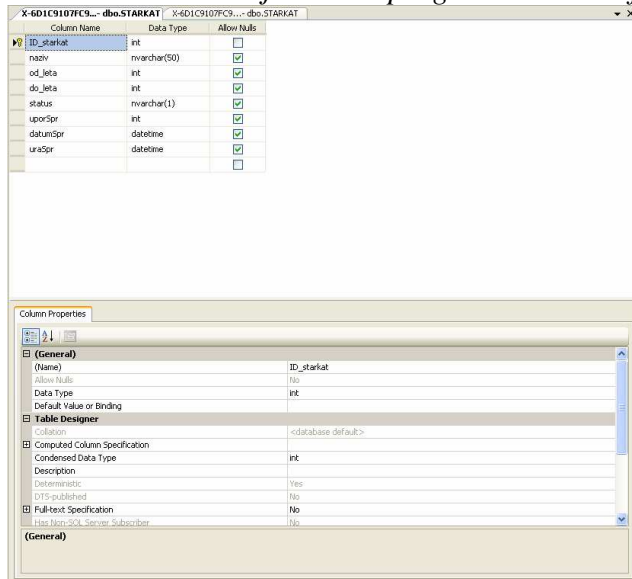 X-6D1C9107FC9...- dbo.STARKAT X-6D1C9107FC9...- dbo.STARKAT
Column Name Data Type Allow Nulls
ID_starkat int
naziv nvarchar(50)
od_leta int
do_leta int
status nvarchar(1)
uporSpr int
datumSpr datetime
uraSpr datetime
Column Properties
(General)
(Name) ID_starkat
Allow Nulls No
Data Type int
Default Value or Binding
Table Designer
Collation <database default>
Computed Column Specification
Condensed Data Type int
Description
Deterministic Yes
DTS-published No
Full-text Specification No
Has Non-SQL Server Subscriber No
(General)